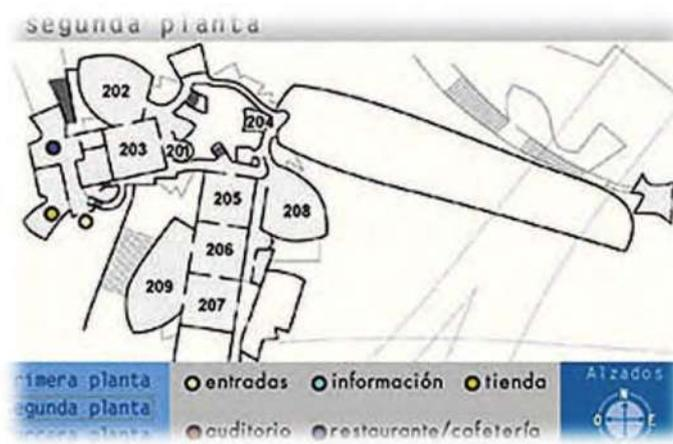 segunda planta
202
204
203
201
205
208
206
209
207
rimera planta
entradas
información
tienda
Alzados
N
O E
egunda planta
auditorio
restaurante/cafetería